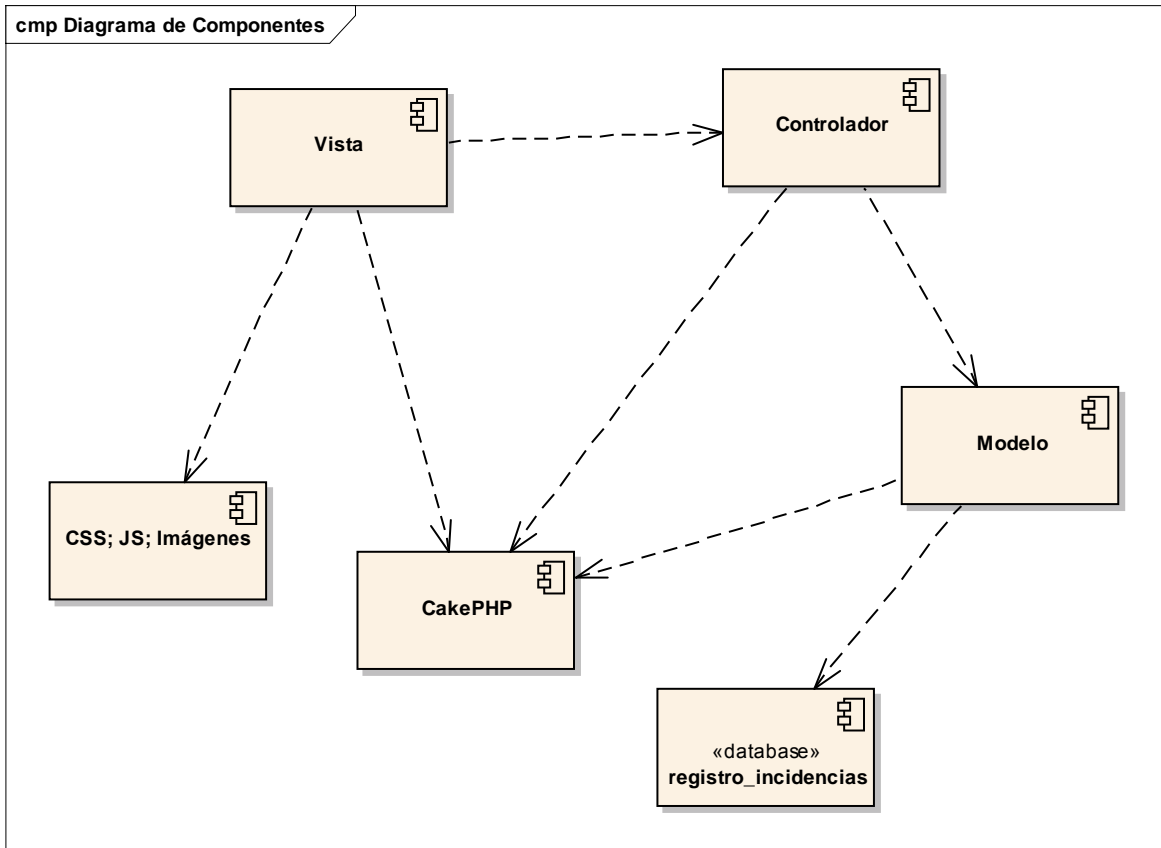 cmp Diagrama de Componentes
Vista
Controlador
Modelo
CSS; JS; Imágenes
CakePHP
«database»
registro_incidencias